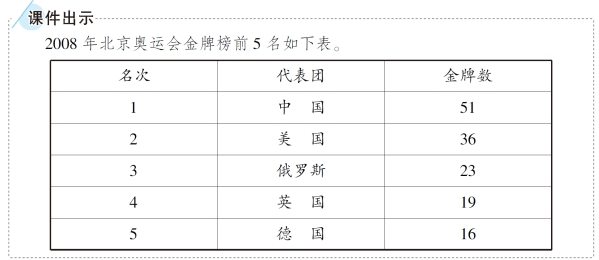 课件出示
2008 年北京奥运会金牌榜前 5 名如下表。
名次 代表团 金牌数
1 中 国 51
2 美 国 36
3 俄罗斯 23
4 英 国 19
5 德 国 16